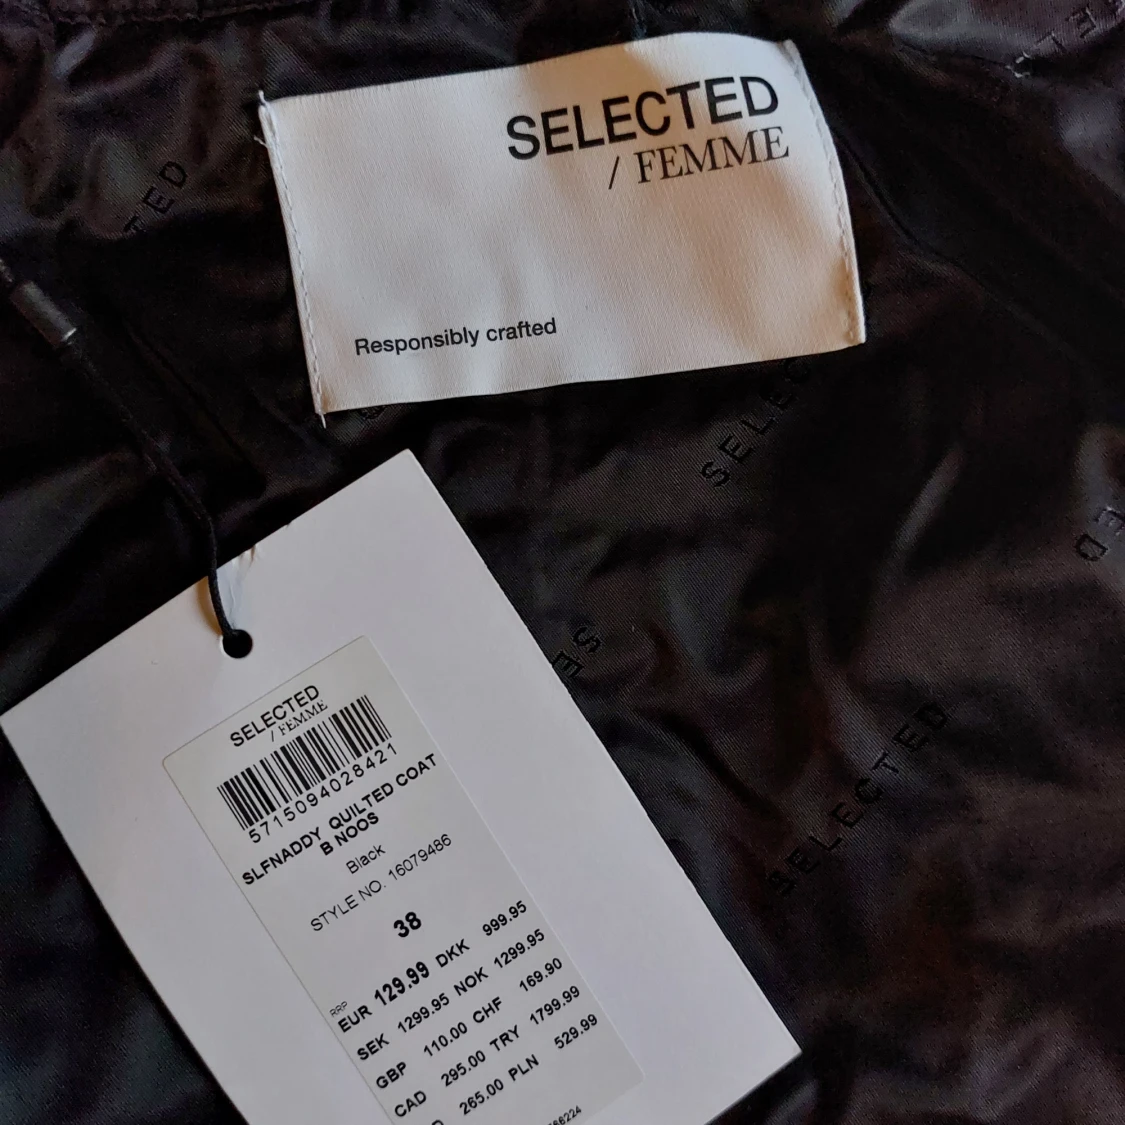 SELECTED
/ FEMME
Responsibly crafted
SELECTED
/ FEMME
5715094028421
SLFNADDY QUILTED COAT
B NOOS
Black
STYLE NO. 16079486
38
RRP
EUR 129.99 DKK 999.95
SEK 1299.95 NOK 1299.95
GBP 110.00 CHF 169.90
CAD 295.00 TRY 1799.99
265.00 PLN 529.99
SELECTED